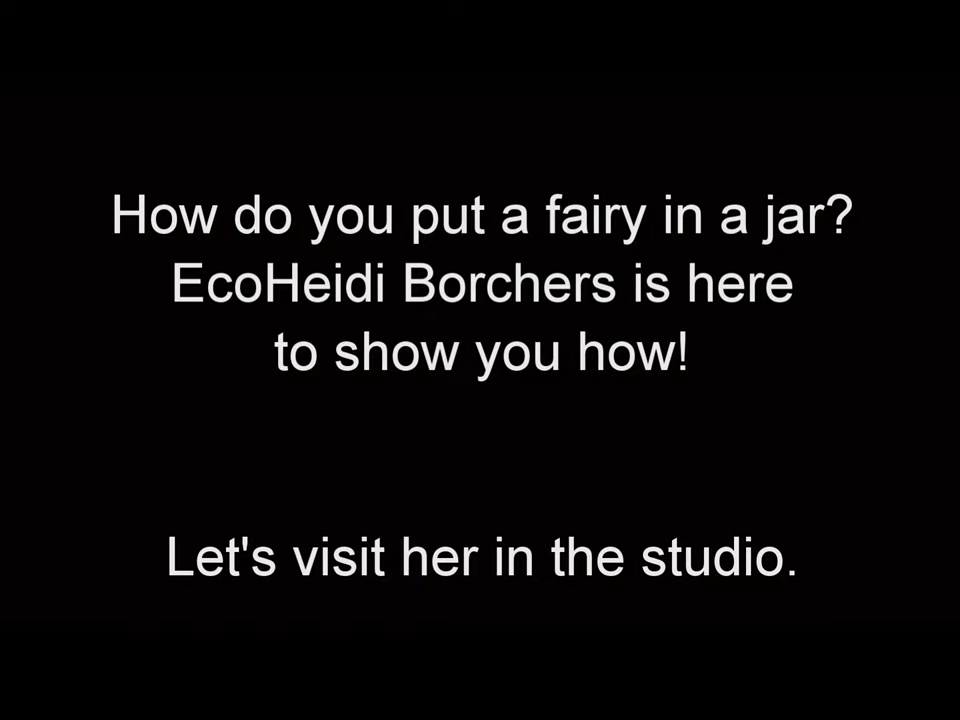 How do you put a fairy in a jar?
EcoHeidi Borchers is here
to show you how!
Let's visit her in the studio.